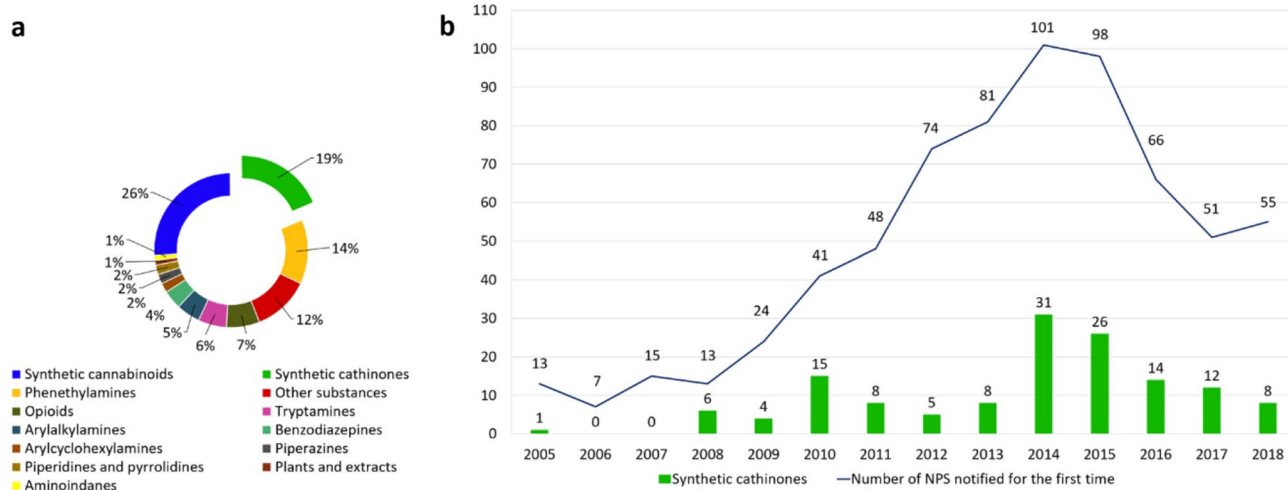 a
19%
14%
12%
7%
6%
5%
4%
2%
2%
2%
1%
1%
26%
Synthetic cannabinoids
Synthetic cathinones
Phenethylamines
Other substances
Opioids
Tryptamines
Arylalkylamines
Benzodiazepines
Arylcyclohexylamines
Piperazines
Piperidines and pyrrolidines
Plants and extracts
Aminoindanes
b
110
100
90
80
70
60
50
40
30
20
10
0
13
7
15
13
24
41
48
74
81
101
98
66
51
55
1
0
0
6
4
15
8
5
8
31
26
14
12
8
2005 2006 2007 2008 2009 2010 2011 2012 2013 2014 2015 2016 2017 2018
Synthetic cathinones
Number of NPS notified for the first time